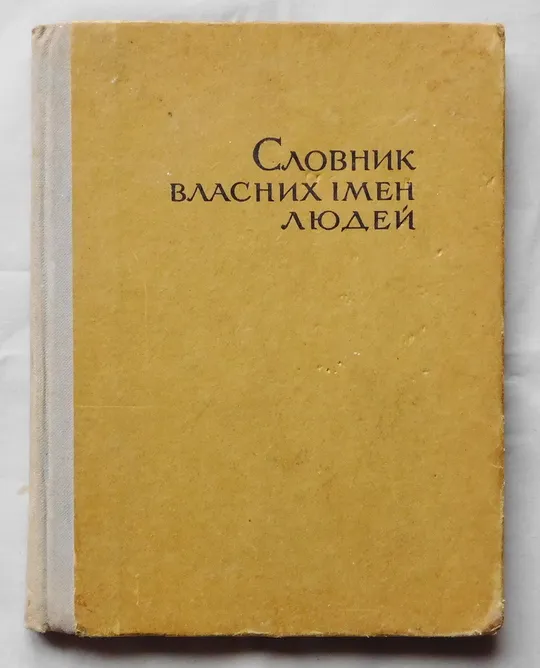 Словник
власних імен
людей